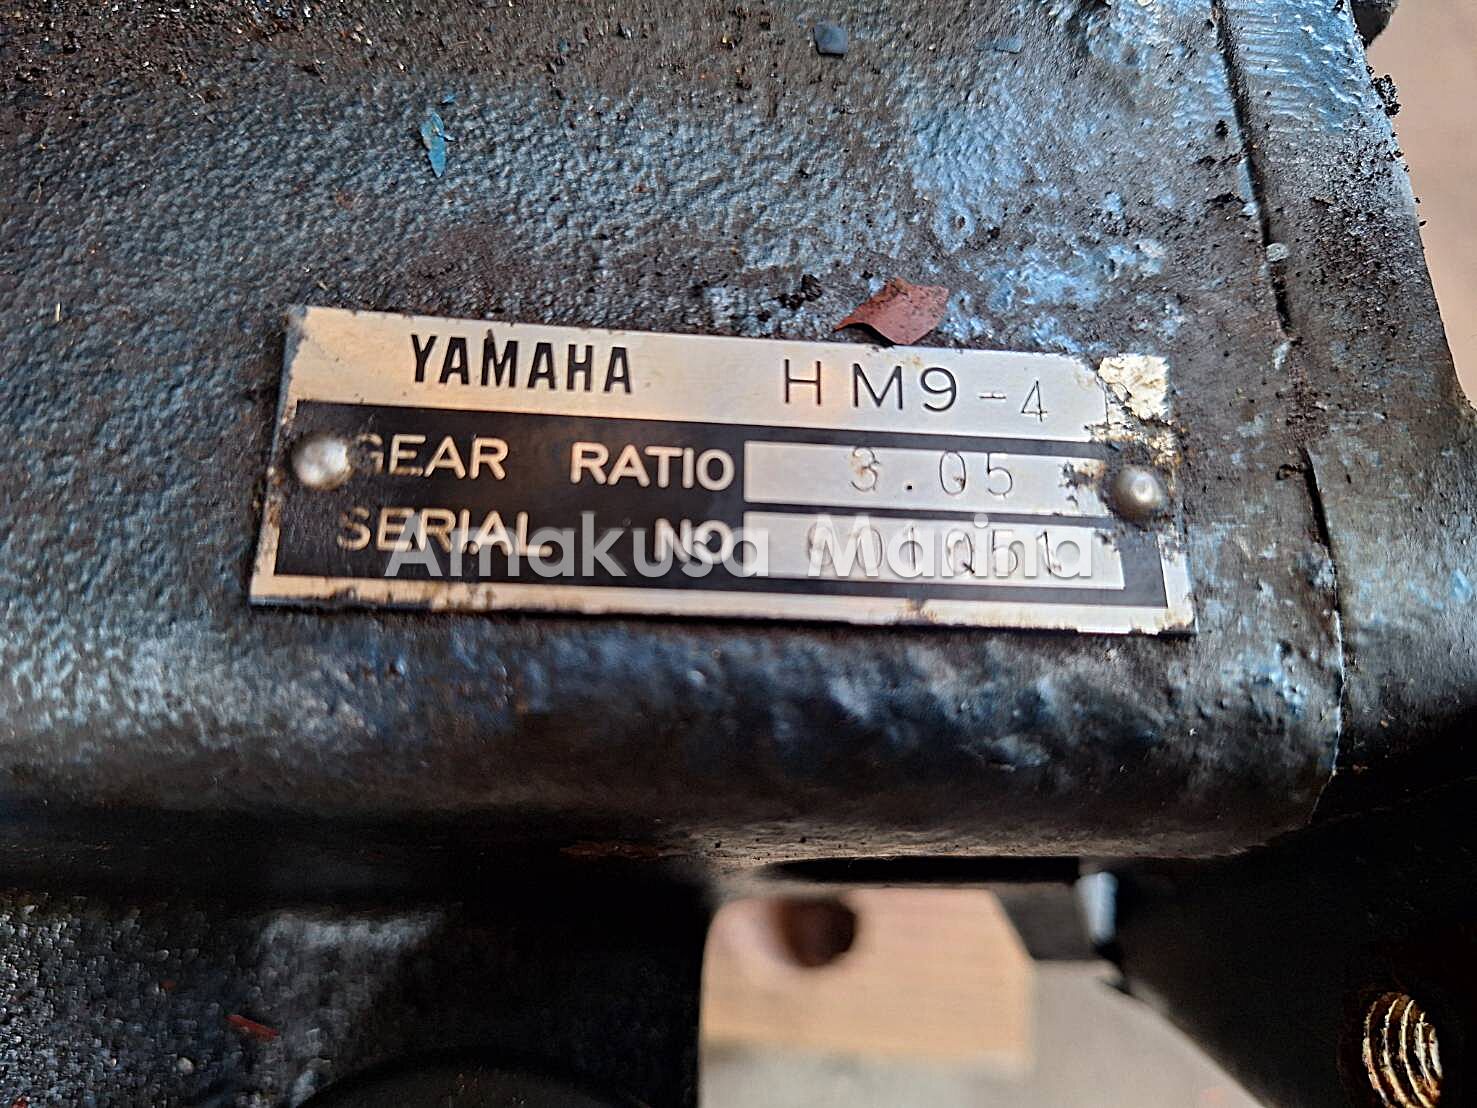 YAMAHA HM9-4
GEAR RATIO 3.05
SERIAL NO
Amakusa Marina